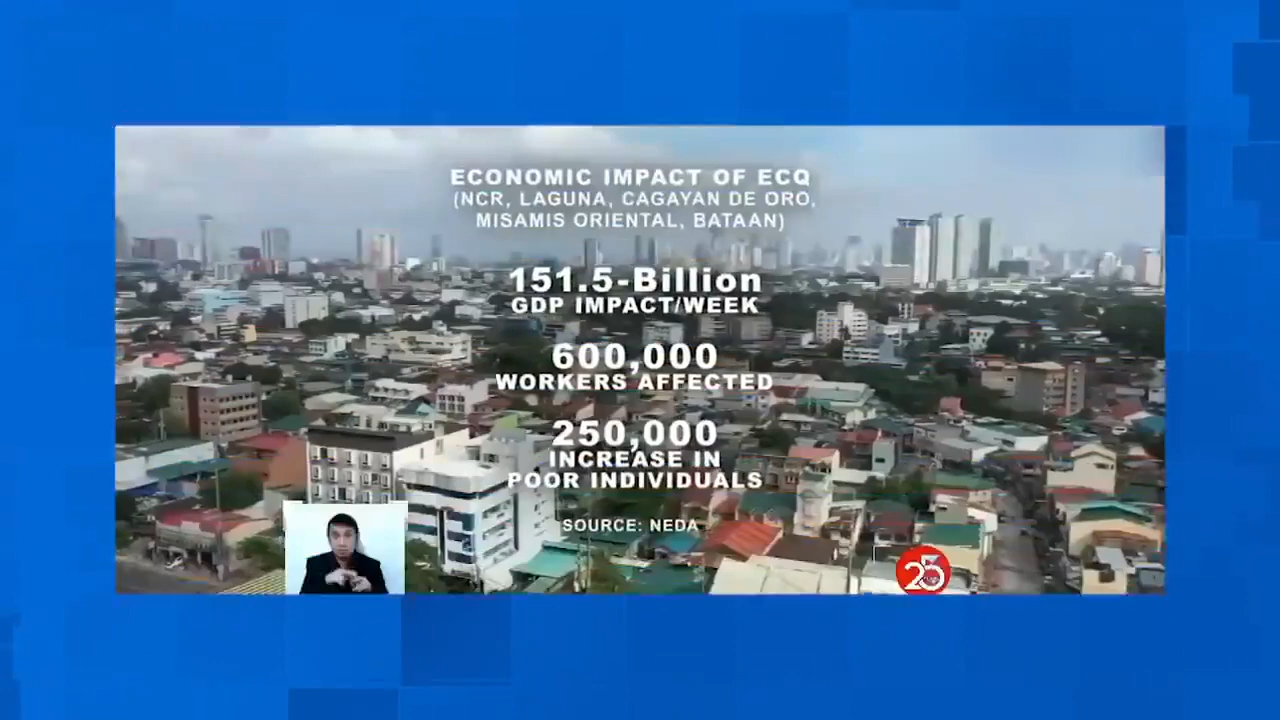 ECONOMIC IMPACT OF ECQ
(NCR, LAGUNA, CAGAYAN DE ORO,
MISAMIS ORIENTAL, BATAAN)
151.5-Billion
GDP IMPACT/WEEK
600,000
WORKERS AFFECTED
250,000
INCREASE IN
POOR INDIVIDUALS
SOURCE: NEDA
25